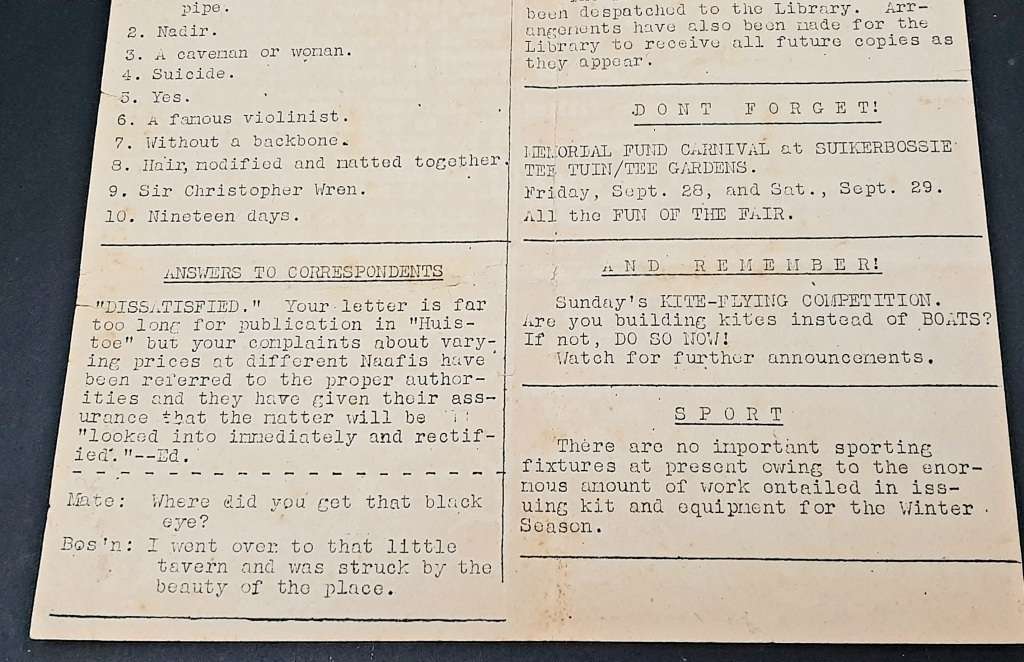 pipe.
2. Nadir.
3. A caveman or woman.
4. Suicide.
5. Yes.
6. A famous violinist.
7. Without a backbone.
8. Hair, modified and matted together.
9. Sir Christopher Wren.
10. Nineteen days.
ANSWERS TO CORRESPONDENTS
"DISSATISFIED." Your letter is far
too long for publication in "Huis-
toe" but your complaints about vary-
ing prices at different Naafis have
been referred to the proper author-
ities and they have given their ass-
urance that the matter will be
"looked into immediately and rectif-
ied."--Ed.
Mate: Where did you get that black
eye?
Bos'n: I went over to that little
tavern and was struck by the
beauty of the place.
been despatched to the Library. Arr-
angements have also been made for the
Library to receive all future copies as
they appear.
DONT FORGET!
MEMORIAL FUND CARNIVAL at SUIKERBOSSIE
TEE TUIN/TEE GARDENS.
Friday, Sept. 28, and Sat., Sept. 29.
All the FUN OF THE FAIR.
AND REMEMBER!
Sunday's KITE-FLYING COMPETITION.
Are you building kites instead of BOATS?
If not, DO SO NOW!
Watch for further announcements.
SPORT
There are no important sporting
fixtures at present owing to the enor-
mous amount of work entailed in iss-
uing kit and equipment for the Winter
Season.